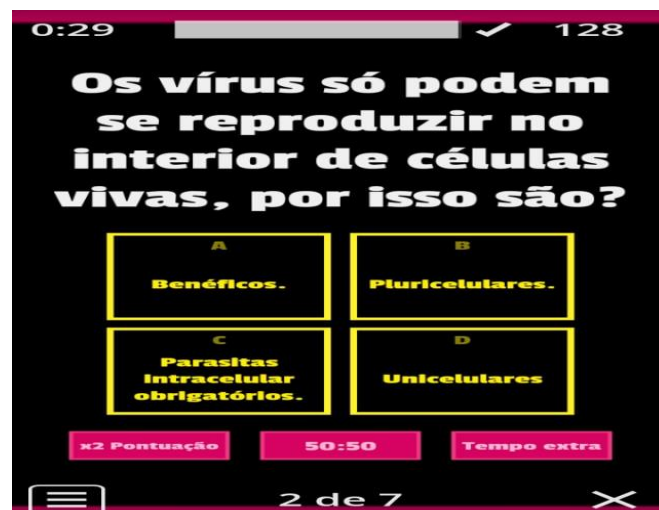 0:29 ✓ 128
Os vírus só podem
se reproduzir no
interior de células
vivas, por isso são?
A
Benéficos.
B
Pluricelulares.
C
Parasitas
intracelular
obrigatórios.
D
Unicelulares
x2 Pontuação 50:50 Tempo extra
2 de 7